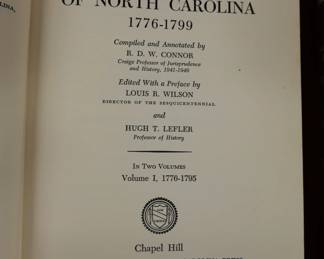 OF NORTH CAROLINA
1776-1799
Compiled and Annotated by
R. D. W. CONNOR
Craige Professor of Jurisprudence
and History, 1941-1949
Edited With a Preface by
LOUIS R. WILSON
DIRECTOR OF THE SESQUICENTENNIAL
and
HUGH T. LEFLER
Professor of History
IN TWO VOLUMES
Volume I, 1776-1795
Chapel Hill